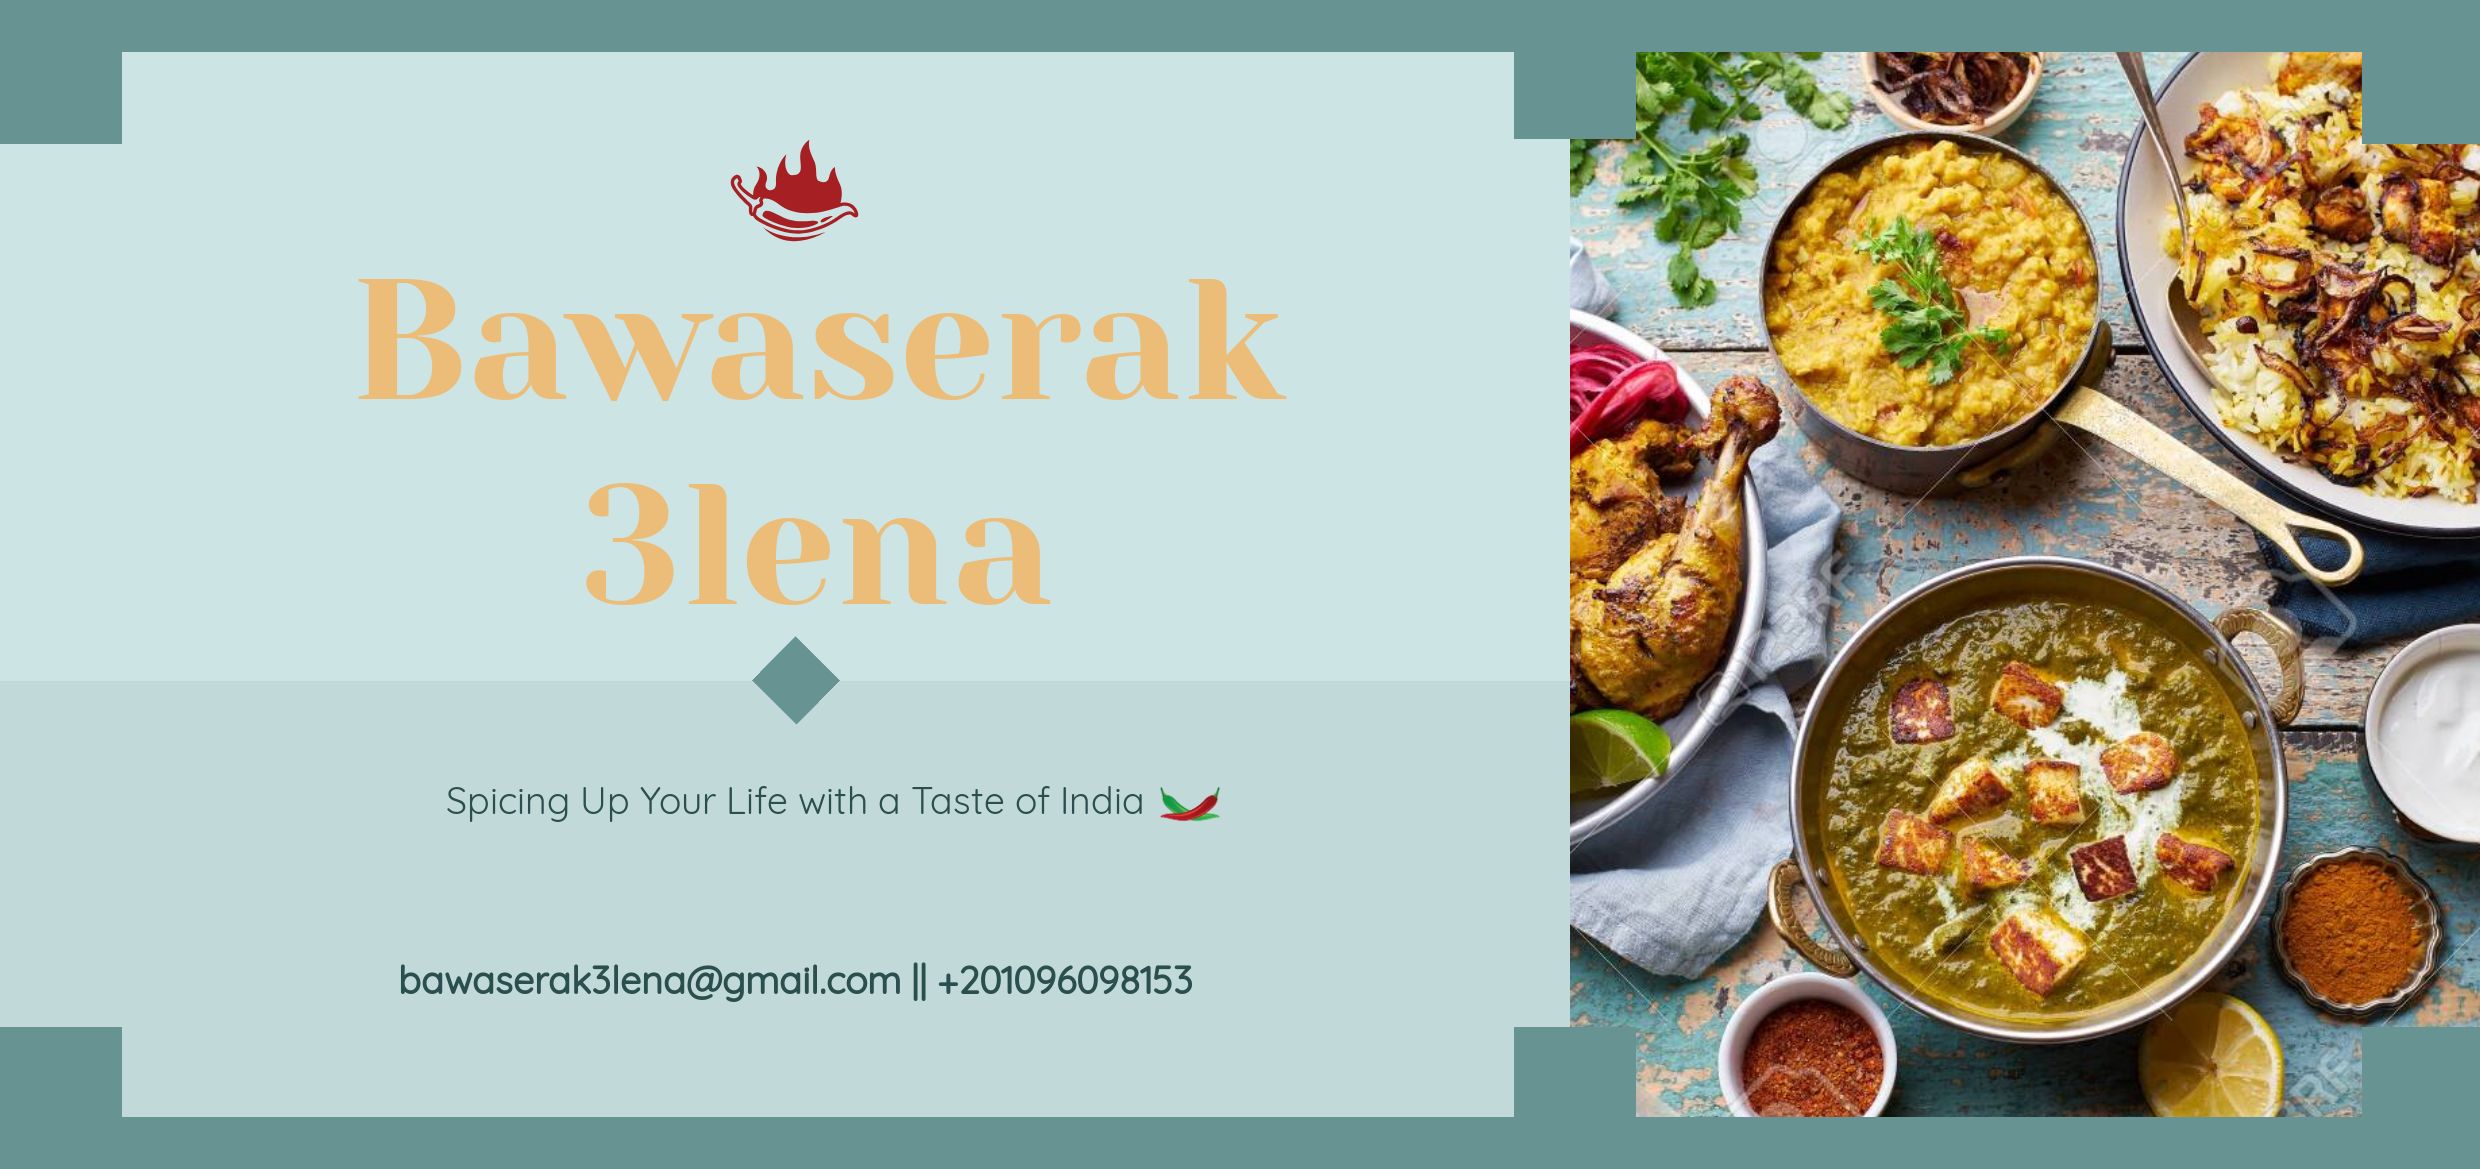 Bawaserak
3lena
Spicing Up Your Life with a Taste of India
bawaserak3lena@gmail.com || +201096098153